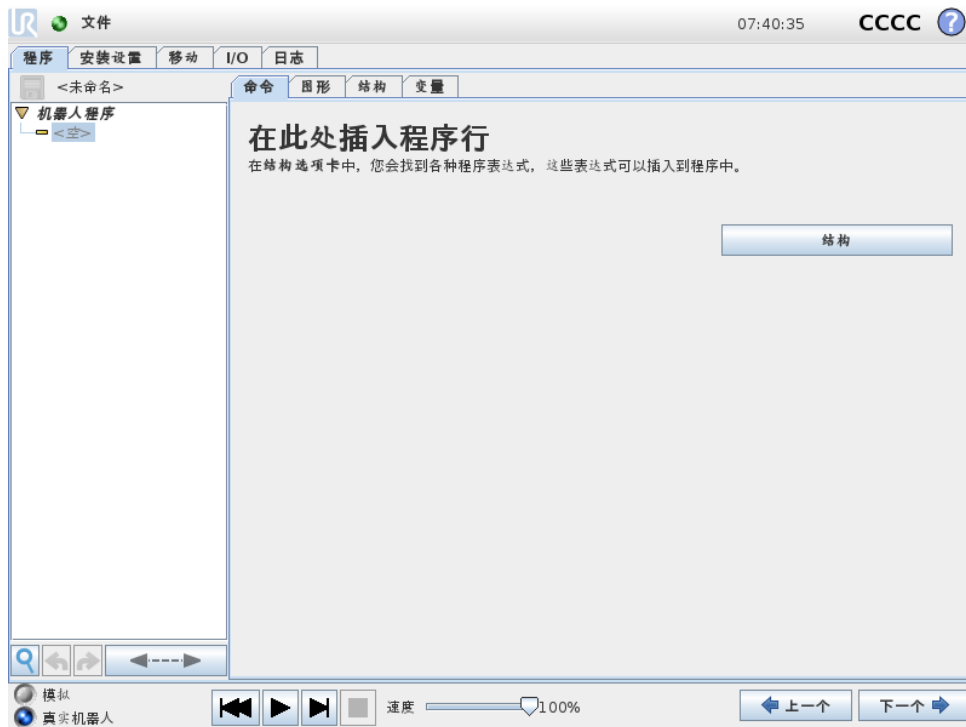 UR 文件 07:40:35 CCCC ?
程序 安装设置 移动 I/O 日志
<未命名>
命令 图形 结构 变量
机器人程序
<空>
在此处插入程序行
在结构选项卡中，您会找到各种程序表达式，这些表达式可以插入到程序中。
结构
模拟
真实机器人
速度 100%
上一个 下一个